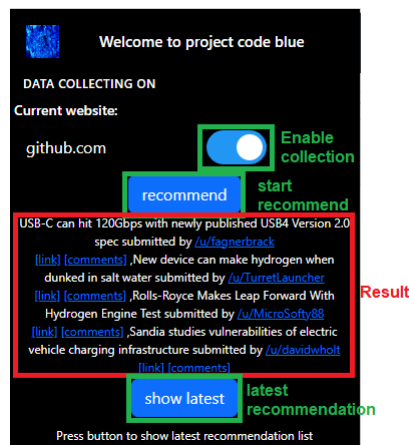 Welcome to project code blue
DATA COLLECTING ON
Current website:
github.com
Enable
collection
recommend
start
recommend
USB-C can hit 120Gbps with newly published USB4 Version 2.0
spec submitted by /u/fagnerbrack
[link] [comments] ,New device can make hydrogen when
dunked in salt water submitted by /u/TurretLauncher
[link] [comments] ,Rolls-Royce Makes Leap Forward With
Hydrogen Engine Test submitted by /u/MicroSofty88
[link] [comments] ,Sandia studies vulnerabilities of electric
vehicle charging infrastructure submitted by /u/davidwholt
[link] [comments]
Result
show latest
latest
recommendation
Press button to show latest recommendation list